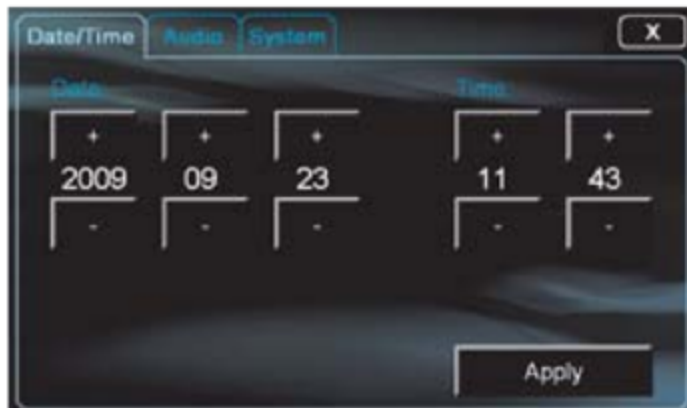 Date/Time Audio System X
Date: Time:
+ + + + +
2009 09 23 11 43
- - - - -
Apply